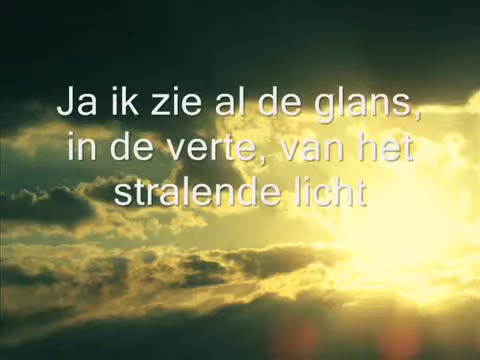 Ja ik zie al de glans,
in de verte, van het
stralende licht